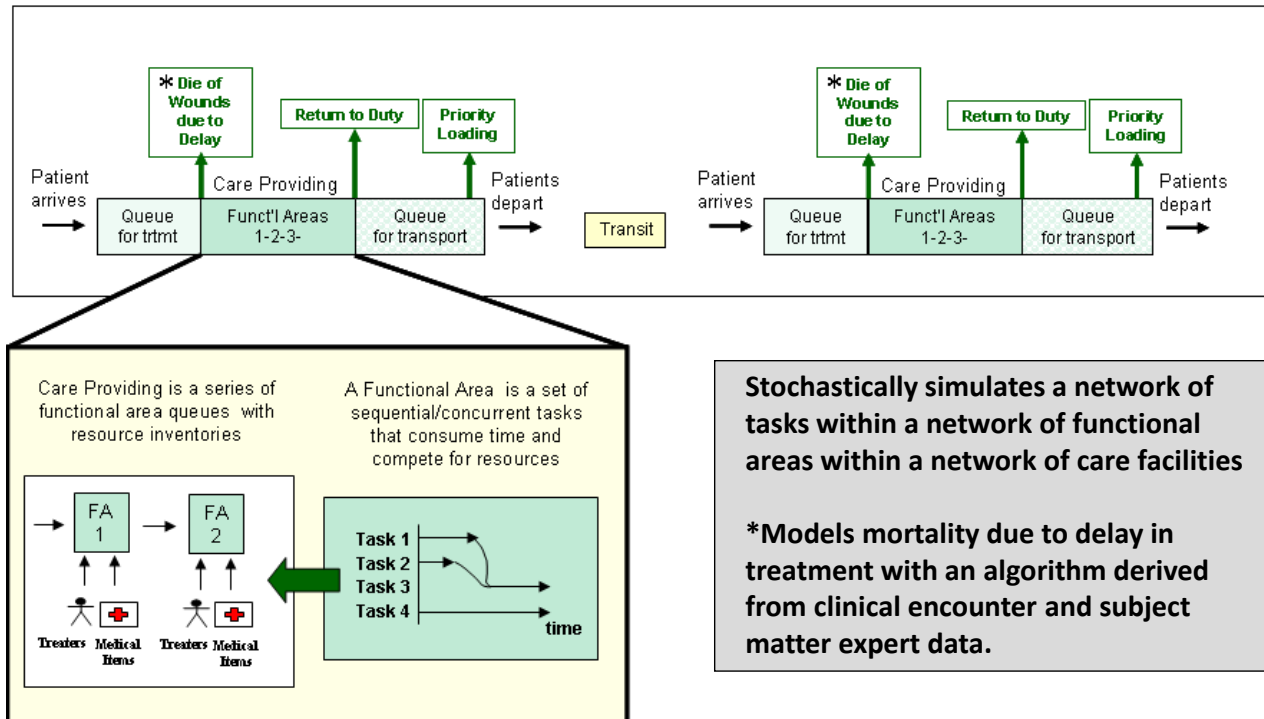 * Die of
Wounds
due to
Delay
Return to Duty
Priority
Loading
Patient
arrives
Care Providing
Patients
depart
Queue
for trtmt
Funct'l Areas
1-2-3-
Queue
for transport
Transit
* Die of
Wounds
due to
Delay
Return to Duty
Priority
Loading
Patient
arrives
Care Providing
Patients
depart
Queue
for trtmt
Funct'l Areas
1-2-3-
Queue
for transport
Care Providing is a series of
functional area queues with
resource inventories
FA
1
FA
2
Treaters
Medical
Items
Treaters
Medical
Items
A Functional Area is a set of
sequential/concurrent tasks
that consume time and
compete for resources
Task 1
Task 2
Task 3
Task 4
time
Stochastically simulates a network of
tasks within a network of functional
areas within a network of care facilities
*Models mortality due to delay in
treatment with an algorithm derived
from clinical encounter and subject
matter expert data.